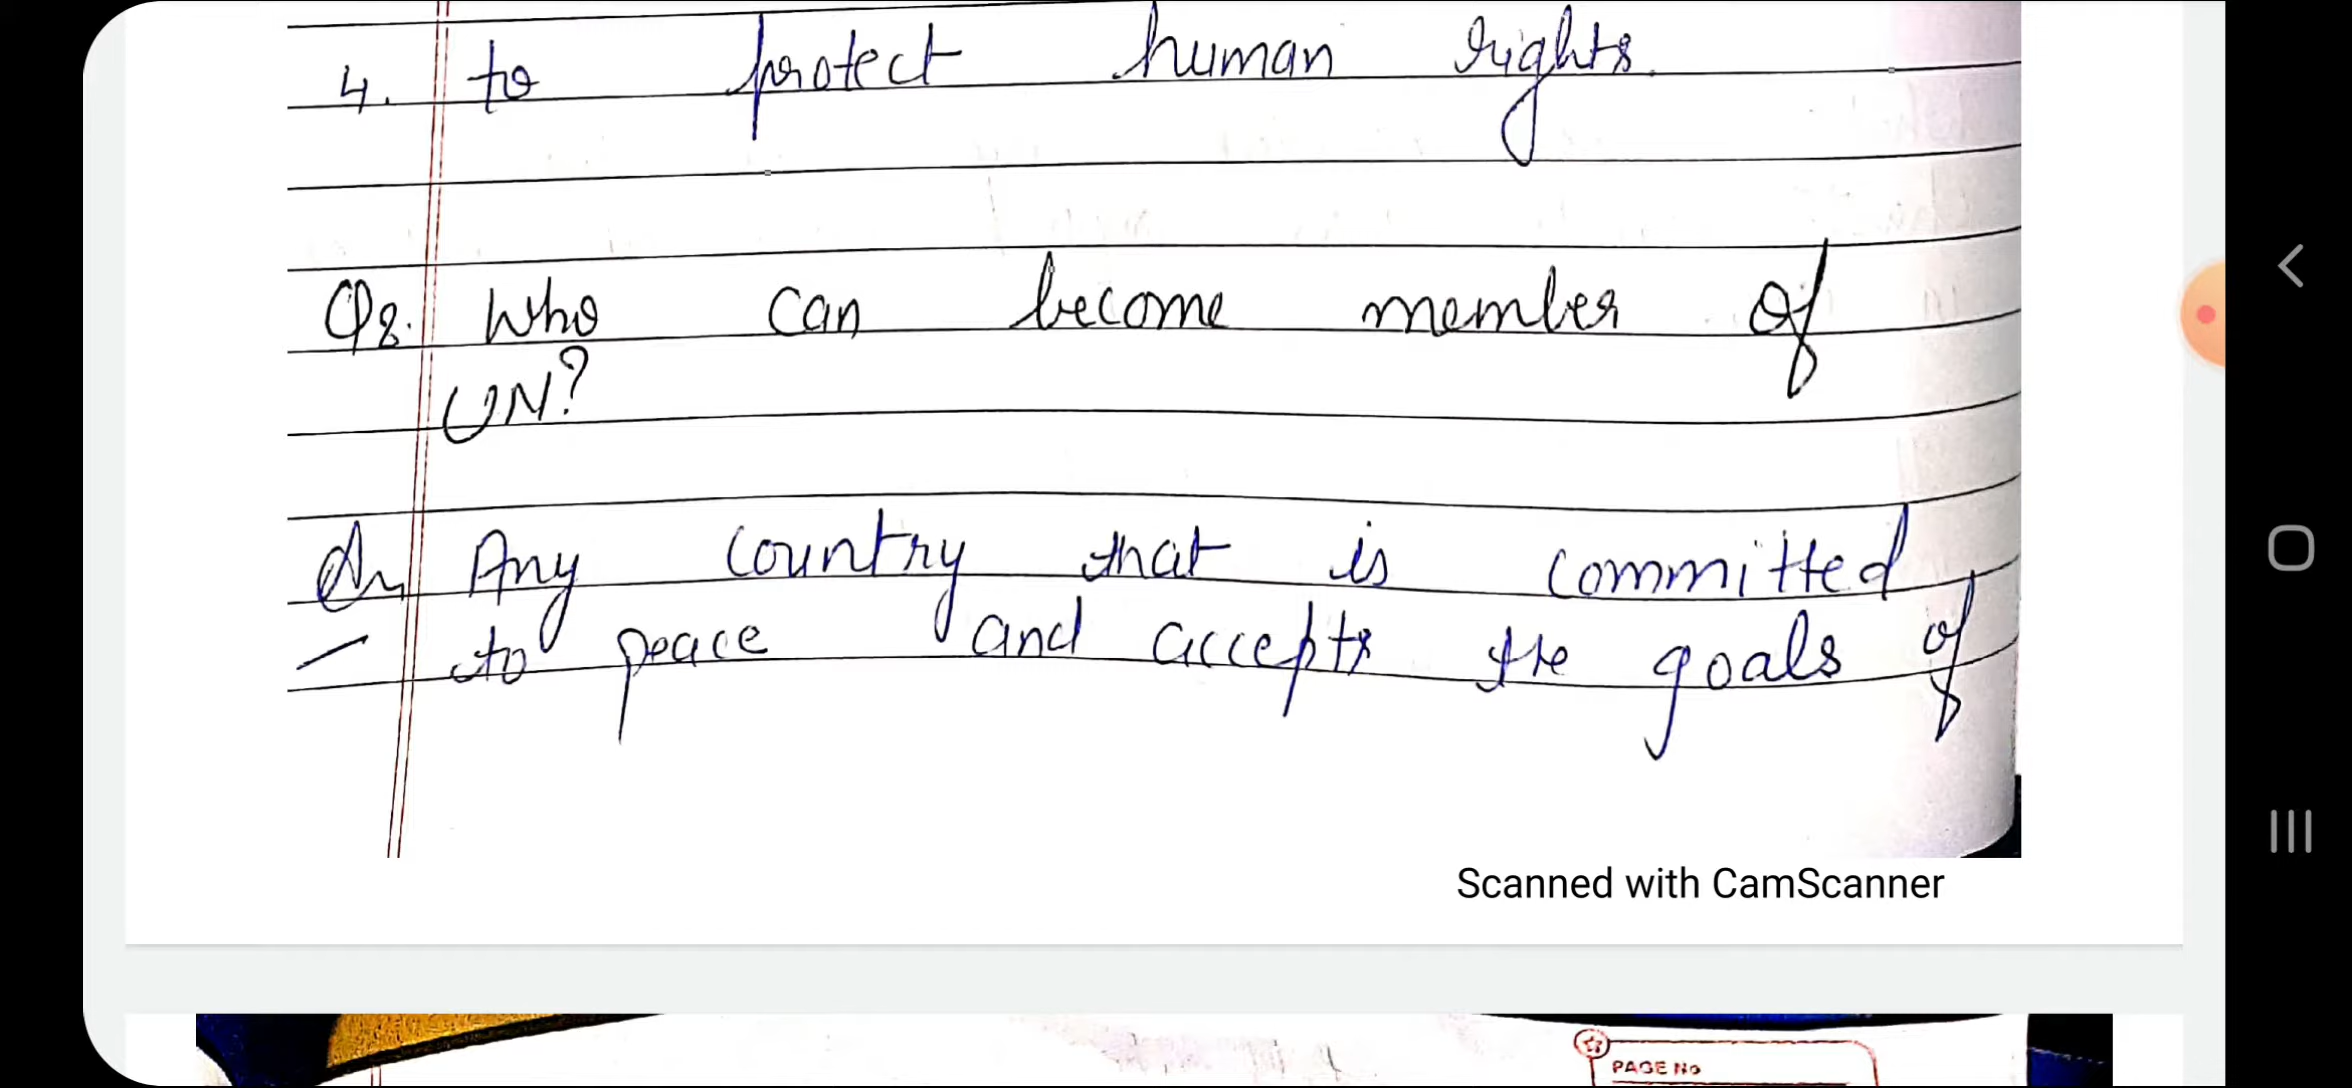 4. to protect human rights.
Q8. Who can become member of
UN?
An Any country that is committed
to peace and accepts the goals of
Scanned with CamScanner
PAGE No